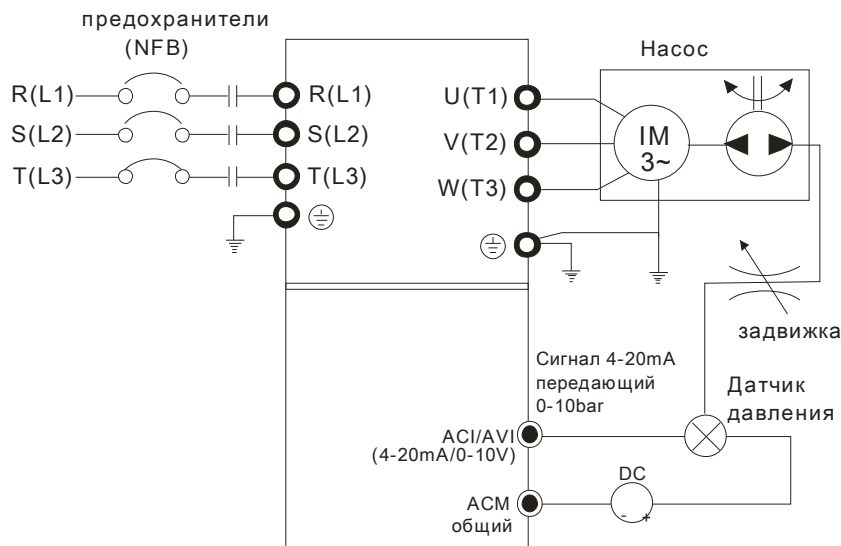 предохранители
(NFB)
Насос
R(L1)
R(L1)
U(T1)
S(L2)
S(L2)
V(T2)
IM
3~
T(L3)
T(L3)
W(T3)
задвижка
Сигнал 4-20mA
передающий
0-10bar
Датчик
давления
ACI/AVI
(4-20mA/0-10V)
DC
- +
ACM
общий